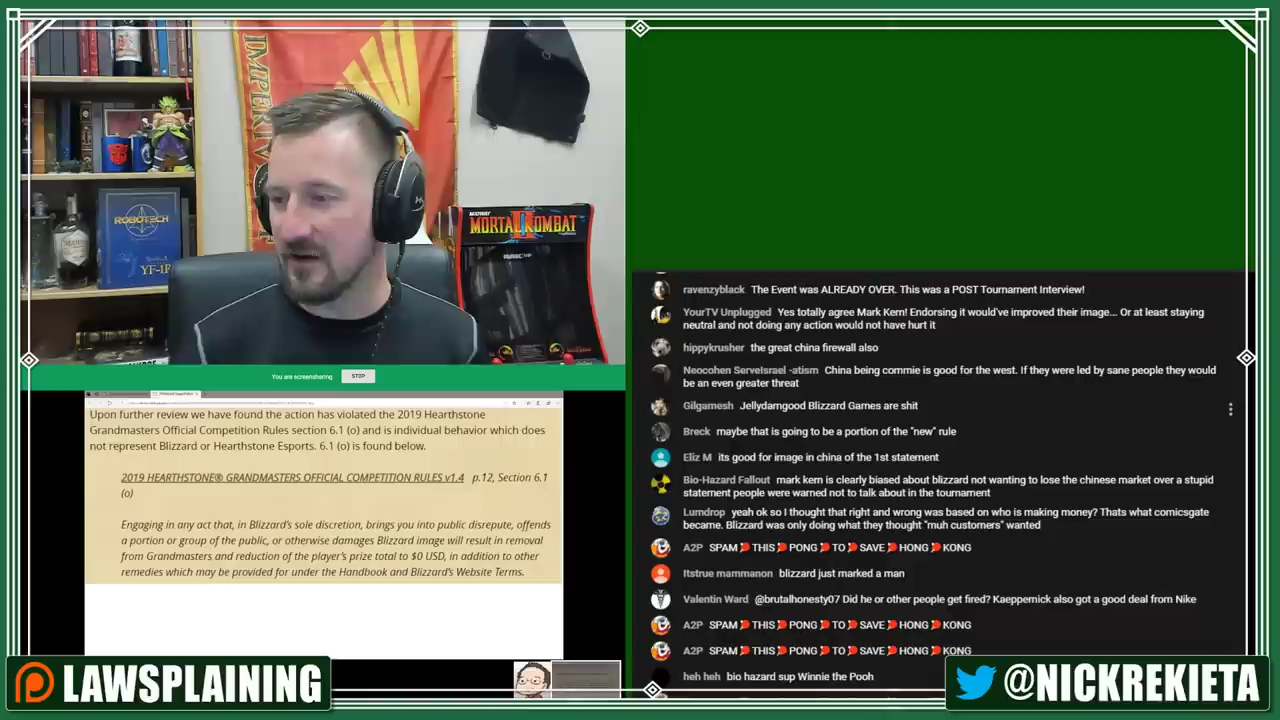 IMPERIVM
ROBOTECH
YF-1R
MIDWAY
MORTAL KOMBAT
II
You are screensharing
STOP
Upon further review we have found the action has violated the 2019 Hearthstone
Grandmasters Official Competition Rules section 6.1 (o) and is individual behavior which does
not represent Blizzard or Hearthstone Esports. 6.1 (o) is found below.
2019 HEARTHSTONE® GRANDMASTERS OFFICIAL COMPETITION RULES v1.4 p.12, Section 6.1
(o)
Engaging in any act that, in Blizzard's sole discretion, brings you into public disrepute, offends
a portion or group of the public, or otherwise damages Blizzard image will result in removal
from Grandmasters and reduction of the player's prize total to $0 USD, in addition to other
remedies which may be provided for under the Handbook and Blizzard's Website Terms.
ravenzyblack The Event was ALREADY OVER. This was a POST Tournament Interview!
YourTV Unplugged Yes totally agree Mark Kern! Endorsing it would've improved their image... Or at least staying
neutral and not doing any action would not have hurt it
hippykrusher the great china firewall also
Neocohen ServeIsrael -atism China being commie is good for the west. If they were led by sane people they would
be an even greater threat
Gilgamesh Jellydamgood Blizzard Games are shit
Breck maybe that is going to be a portion of the "new" rule
Eliz M its good for image in china of the 1st statement
Bio-Hazard Fallout mark kern is clearly biased about blizzard not wanting to lose the chinese market over a stupid
statement people were warned not to talk about in the tournament
Lumdrop yeah ok so I thought that right and wrong was based on who is making money? Thats what comicsgate
became. Blizzard was only doing what they thought "muh customers" wanted
A2P SPAM🏓THIS🏓PONG🏓TO🏓SAVE🏓HONG🏓KONG
Itstrue mammanon blizzard just marked a man
Valentin Ward @brutalhonesty07 Did he or other people get fired? Kaeppernick also got a good deal from Nike
A2P SPAM🏓THIS🏓PONG🏓TO🏓SAVE🏓HONG🏓KONG
A2P SPAM🏓THIS🏓PONG🏓TO🏓SAVE🏓HONG🏓KONG
heh heh bio hazard sup Winnie the Pooh
LAWSPLAINING
@NICKREKIETA